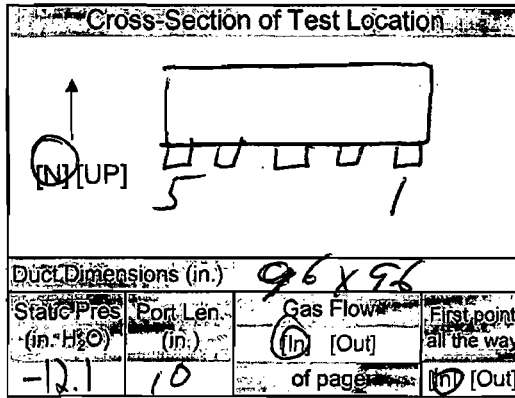 Cross-Section of Test Location
[N] [UP]
5 1
Duct Dimensions (in.) 96 x 96
Static Pres (in. H2O) Port Len. (in.) Gas Flow [In] [Out] of page First point all the way [In] [Out]
-12.1 10